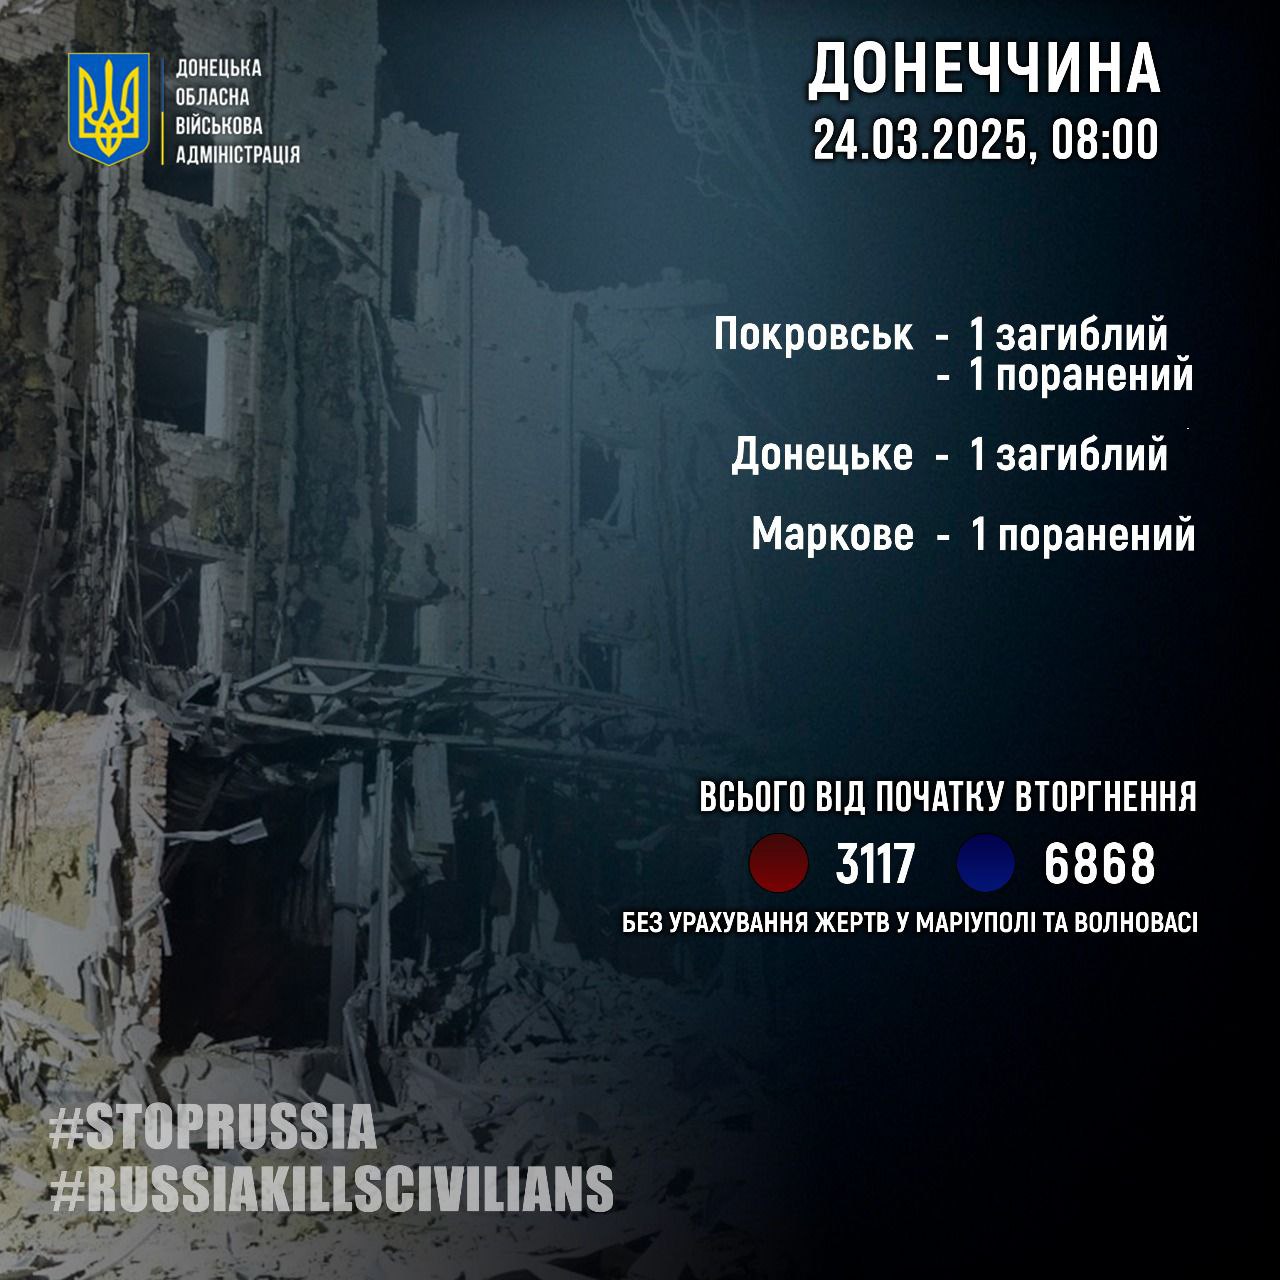 ДОНЕЦЬКА
ОБЛАСНА
ВІЙСЬКОВА
АДМІНІСТРАЦІЯ
ДОНЕЧЧИНА
24.03.2025, 08:00
Покровськ - 1 загиблий
- 1 поранений
Донецьке - 1 загиблий
Маркове - 1 поранений
ВСЬОГО ВІД ПОЧАТКУ ВТОРГНЕННЯ
3117 6868
БЕЗ УРАХУВАННЯ ЖЕРТВ У МАРІУПОЛІ ТА ВОЛНОВАСІ
#STOPRUSSIA
#RUSSIAKILLSCIVILIANS